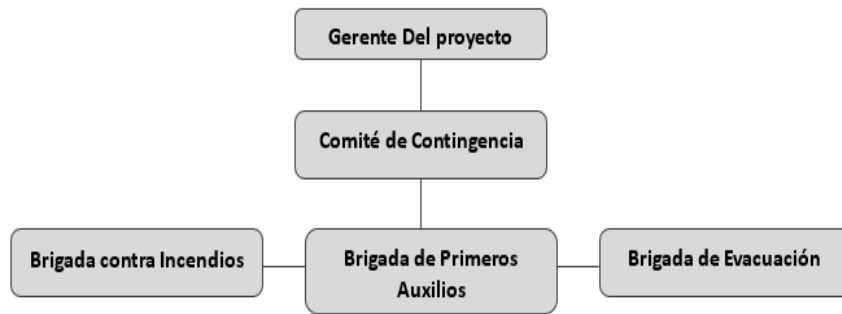 Gerente Del proyecto
Comité de Contingencia
Brigada contra Incendios
Brigada de Primeros
Auxilios
Brigada de Evacuación